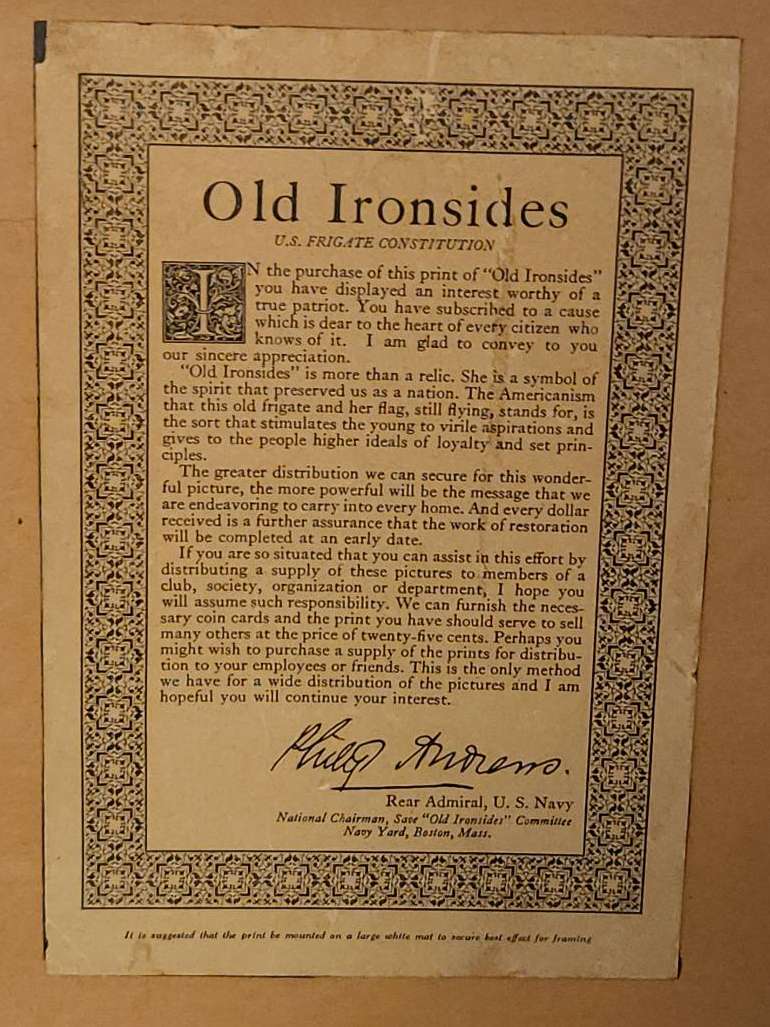 Old Ironsides
U.S. FRIGATE CONSTITUTION
IN the purchase of this print of "Old Ironsides"
you have displayed an interest worthy of a
true patriot. You have subscribed to a cause
which is dear to the heart of every citizen who
knows of it. I am glad to convey to you
our sincere appreciation.
"Old Ironsides" is more than a relic. She is a symbol of
the spirit that preserved us as a nation. The Americanism
that this old frigate and her flag, still flying, stands for, is
the sort that stimulates the young to virile aspirations and
gives to the people higher ideals of loyalty and set prin-
ciples.
The greater distribution we can secure for this wonder-
ful picture, the more powerful will be the message that we
are endeavoring to carry into every home. And every dollar
received is a further assurance that the work of restoration
will be completed at an early date.
If you are so situated that you can assist in this effort by
distributing a supply of these pictures to members of a
club, society, organization or department, I hope you
will assume such responsibility. We can furnish the neces-
sary coin cards and the print you have should serve to sell
many others at the price of twenty-five cents. Perhaps you
might wish to purchase a supply of the prints for distribu-
tion to your employees or friends. This is the only method
we have for a wide distribution of the pictures and I am
hopeful you will continue your interest.
Philip Andrews.
Rear Admiral, U. S. Navy
National Chairman, Save "Old Ironsides" Committee
Navy Yard, Boston, Mass.
It is suggested that the print be mounted on a large white mat to secure best effect for framing